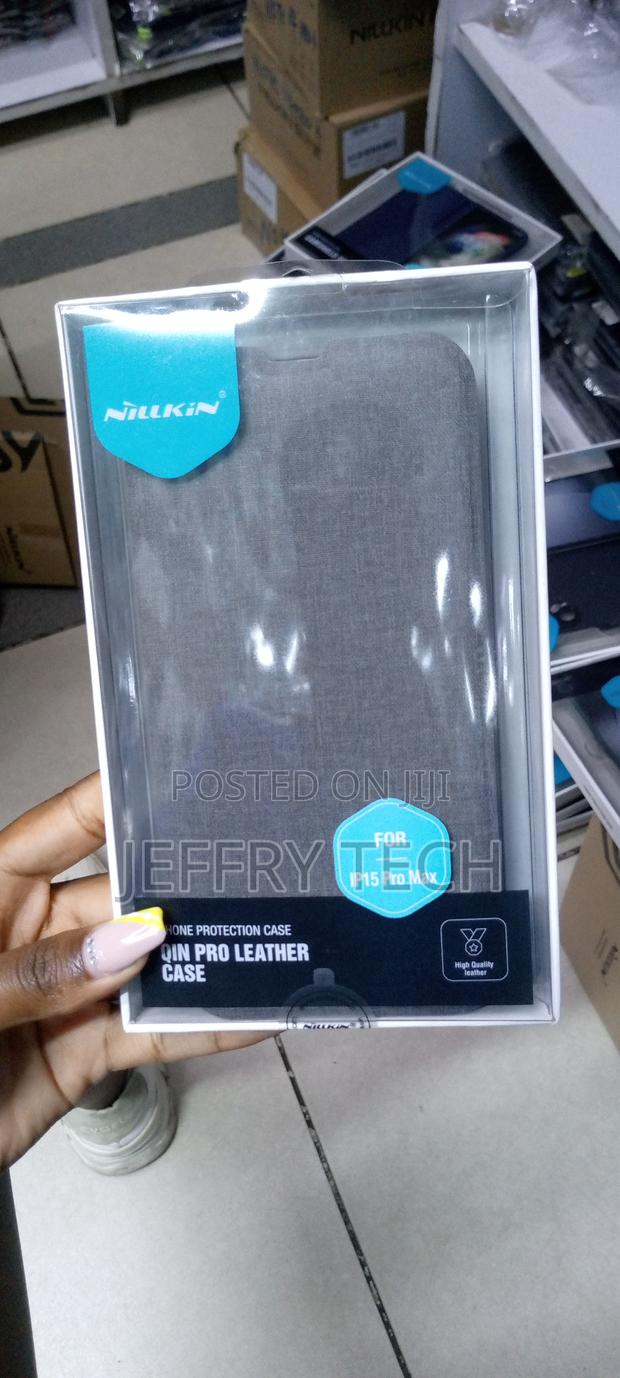 NILLKIN
NILLKIN®
POSTED ON JIJI
JEFFRY TECH
FOR
IP15 Pro Max
HONE PROTECTION CASE
QIN PRO LEATHER
CASE
High Quality
leather
NILLKIN